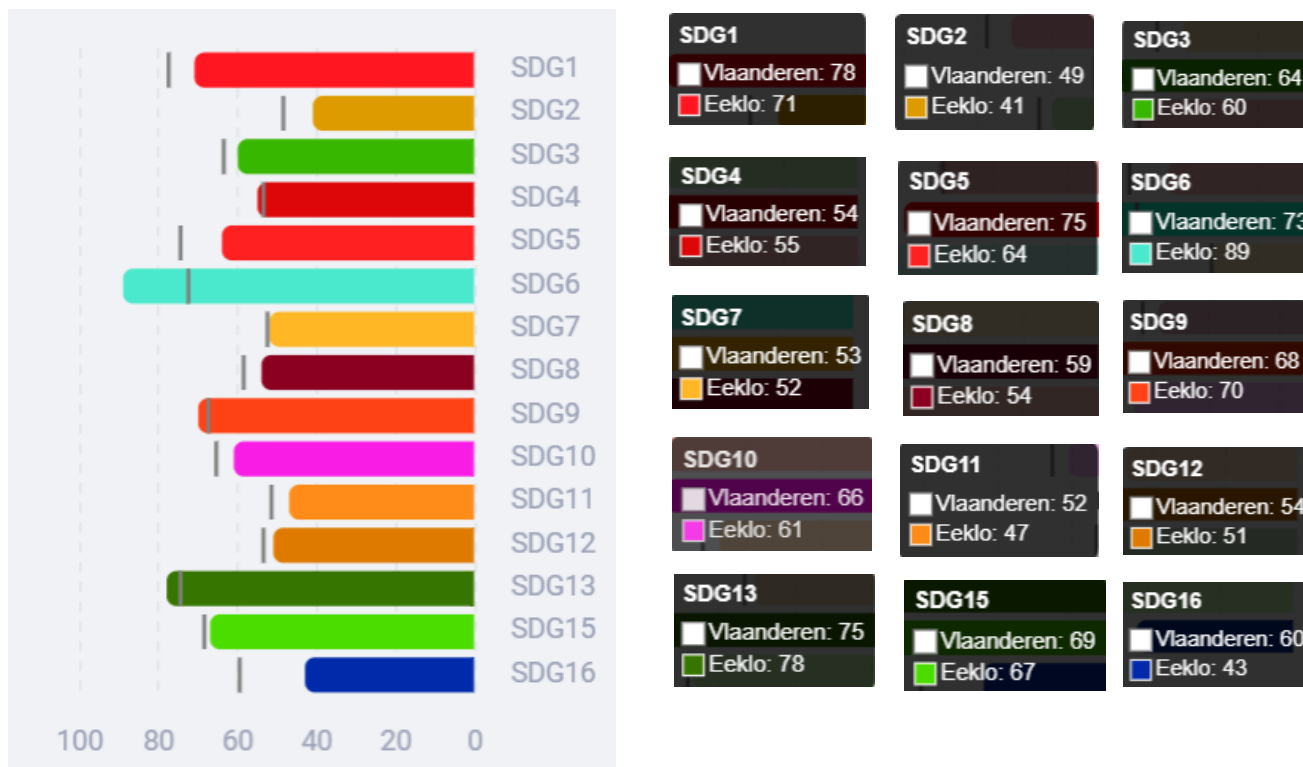 SDG1
SDG2
SDG3
SDG4
SDG5
SDG6
SDG7
SDG8
SDG9
SDG10
SDG11
SDG12
SDG13
SDG15
SDG16
100 80 60 40 20 0
SDG1
Vlaanderen: 78
Eeklo: 71
SDG2
Vlaanderen: 49
Eeklo: 41
SDG3
Vlaanderen: 64
Eeklo: 60
SDG4
Vlaanderen: 54
Eeklo: 55
SDG5
Vlaanderen: 75
Eeklo: 64
SDG6
Vlaanderen: 73
Eeklo: 89
SDG7
Vlaanderen: 53
Eeklo: 52
SDG8
Vlaanderen: 59
Eeklo: 54
SDG9
Vlaanderen: 68
Eeklo: 70
SDG10
Vlaanderen: 66
Eeklo: 61
SDG11
Vlaanderen: 52
Eeklo: 47
SDG12
Vlaanderen: 54
Eeklo: 51
SDG13
Vlaanderen: 75
Eeklo: 78
SDG15
Vlaanderen: 69
Eeklo: 67
SDG16
Vlaanderen: 60
Eeklo: 43